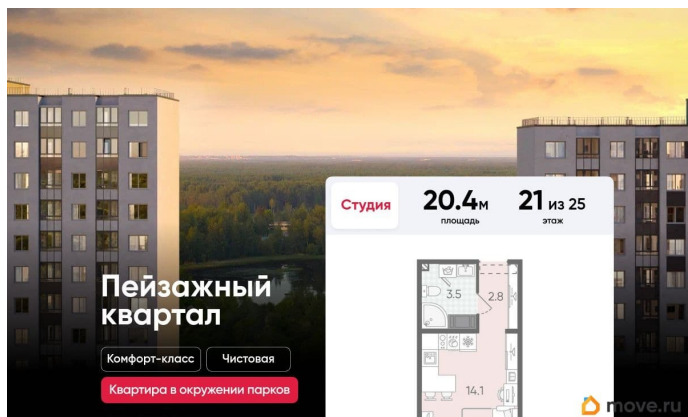 Студия
20.4м
площадь
21 из 25
этаж
Пейзажный
квартал
3.5
2.8
Комфорт-класс
Чистовая
Квартира в окружении парков
14.1
move.ru